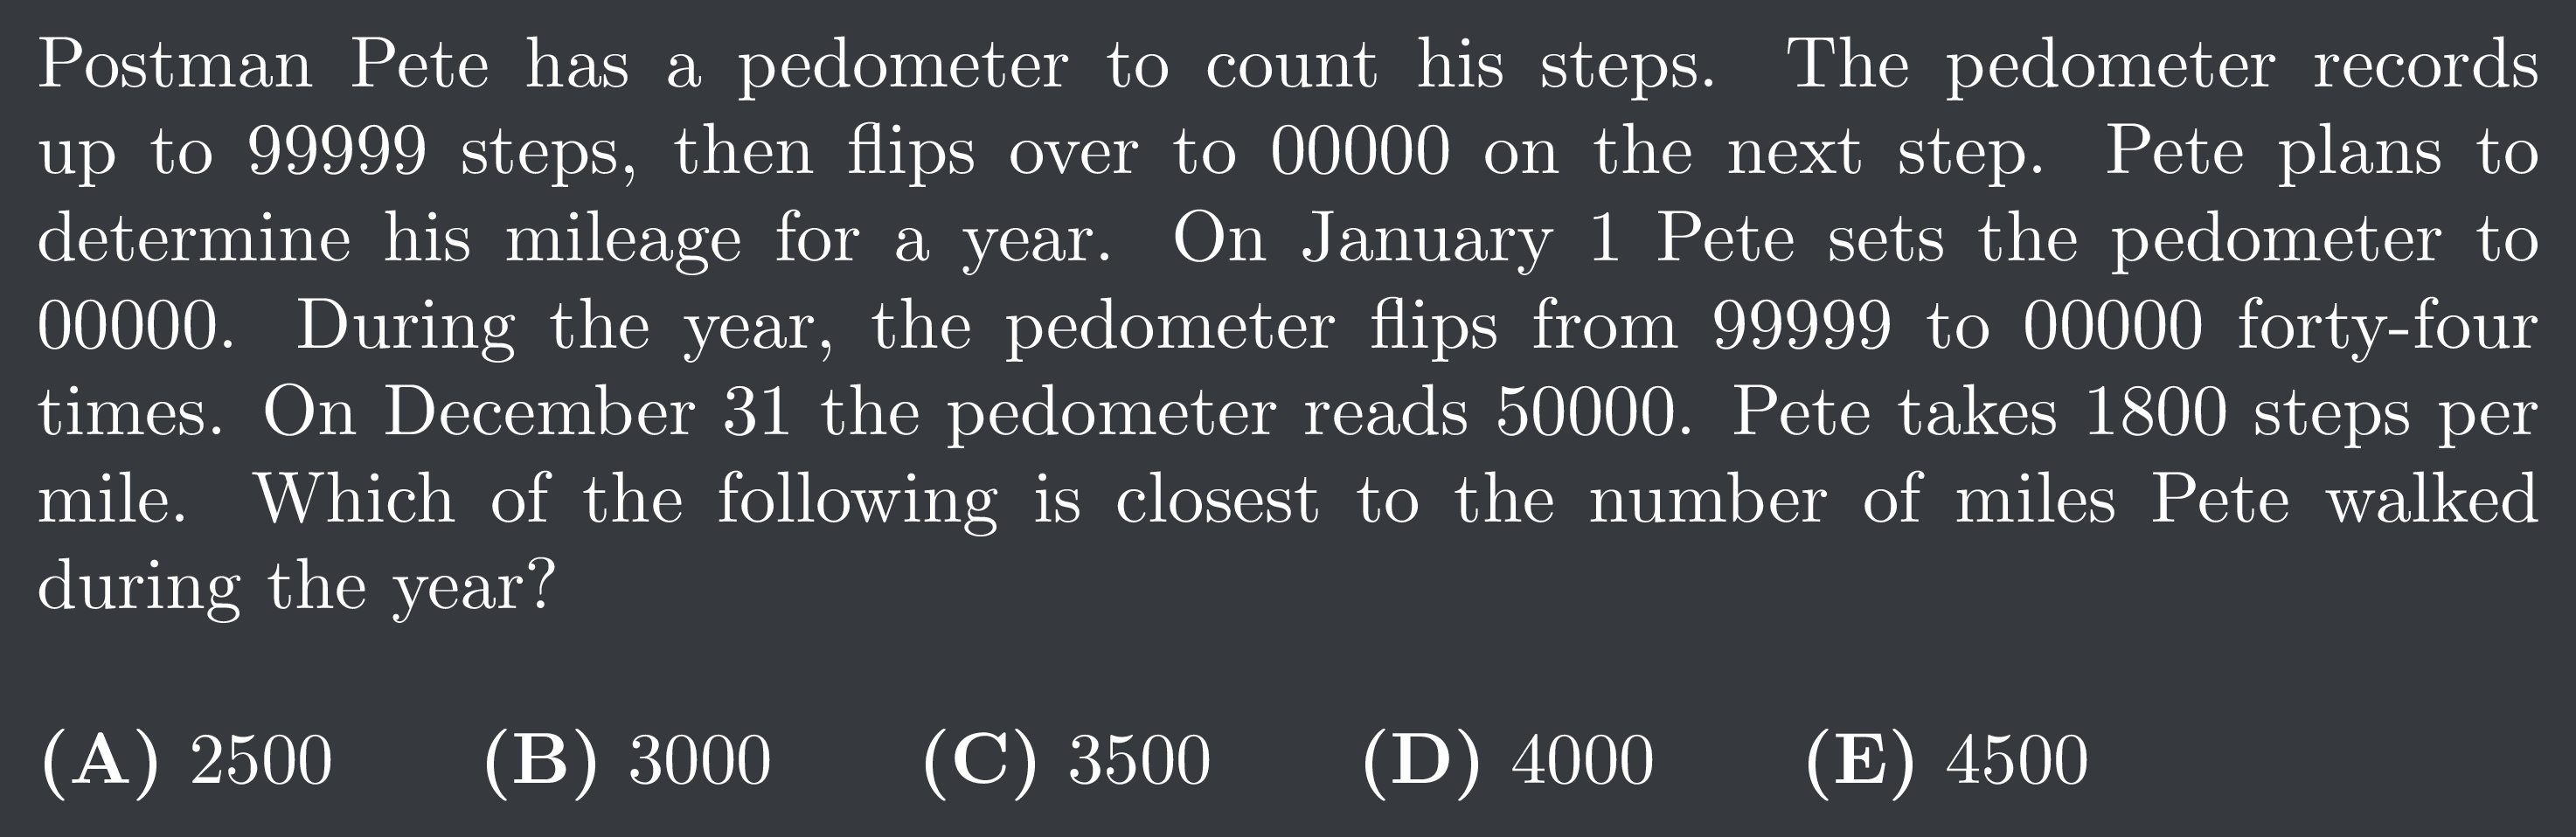 Postman Pete has a pedometer to count his steps. The pedometer records
up to 99999 steps, then flips over to 00000 on the next step. Pete plans to
determine his mileage for a year. On January 1 Pete sets the pedometer to
00000. During the year, the pedometer flips from 99999 to 00000 forty-four
times. On December 31 the pedometer reads 50000. Pete takes 1800 steps per
mile. Which of the following is closest to the number of miles Pete walked
during the year?
(A) 2500 (B) 3000 (C) 3500 (D) 4000 (E) 4500